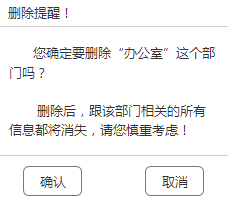 删除提醒！
您确定要删除“办公室”这个部
门吗？
删除后，跟该部门相关的所有
信息都将消失，请您慎重考虑！
确认
取消